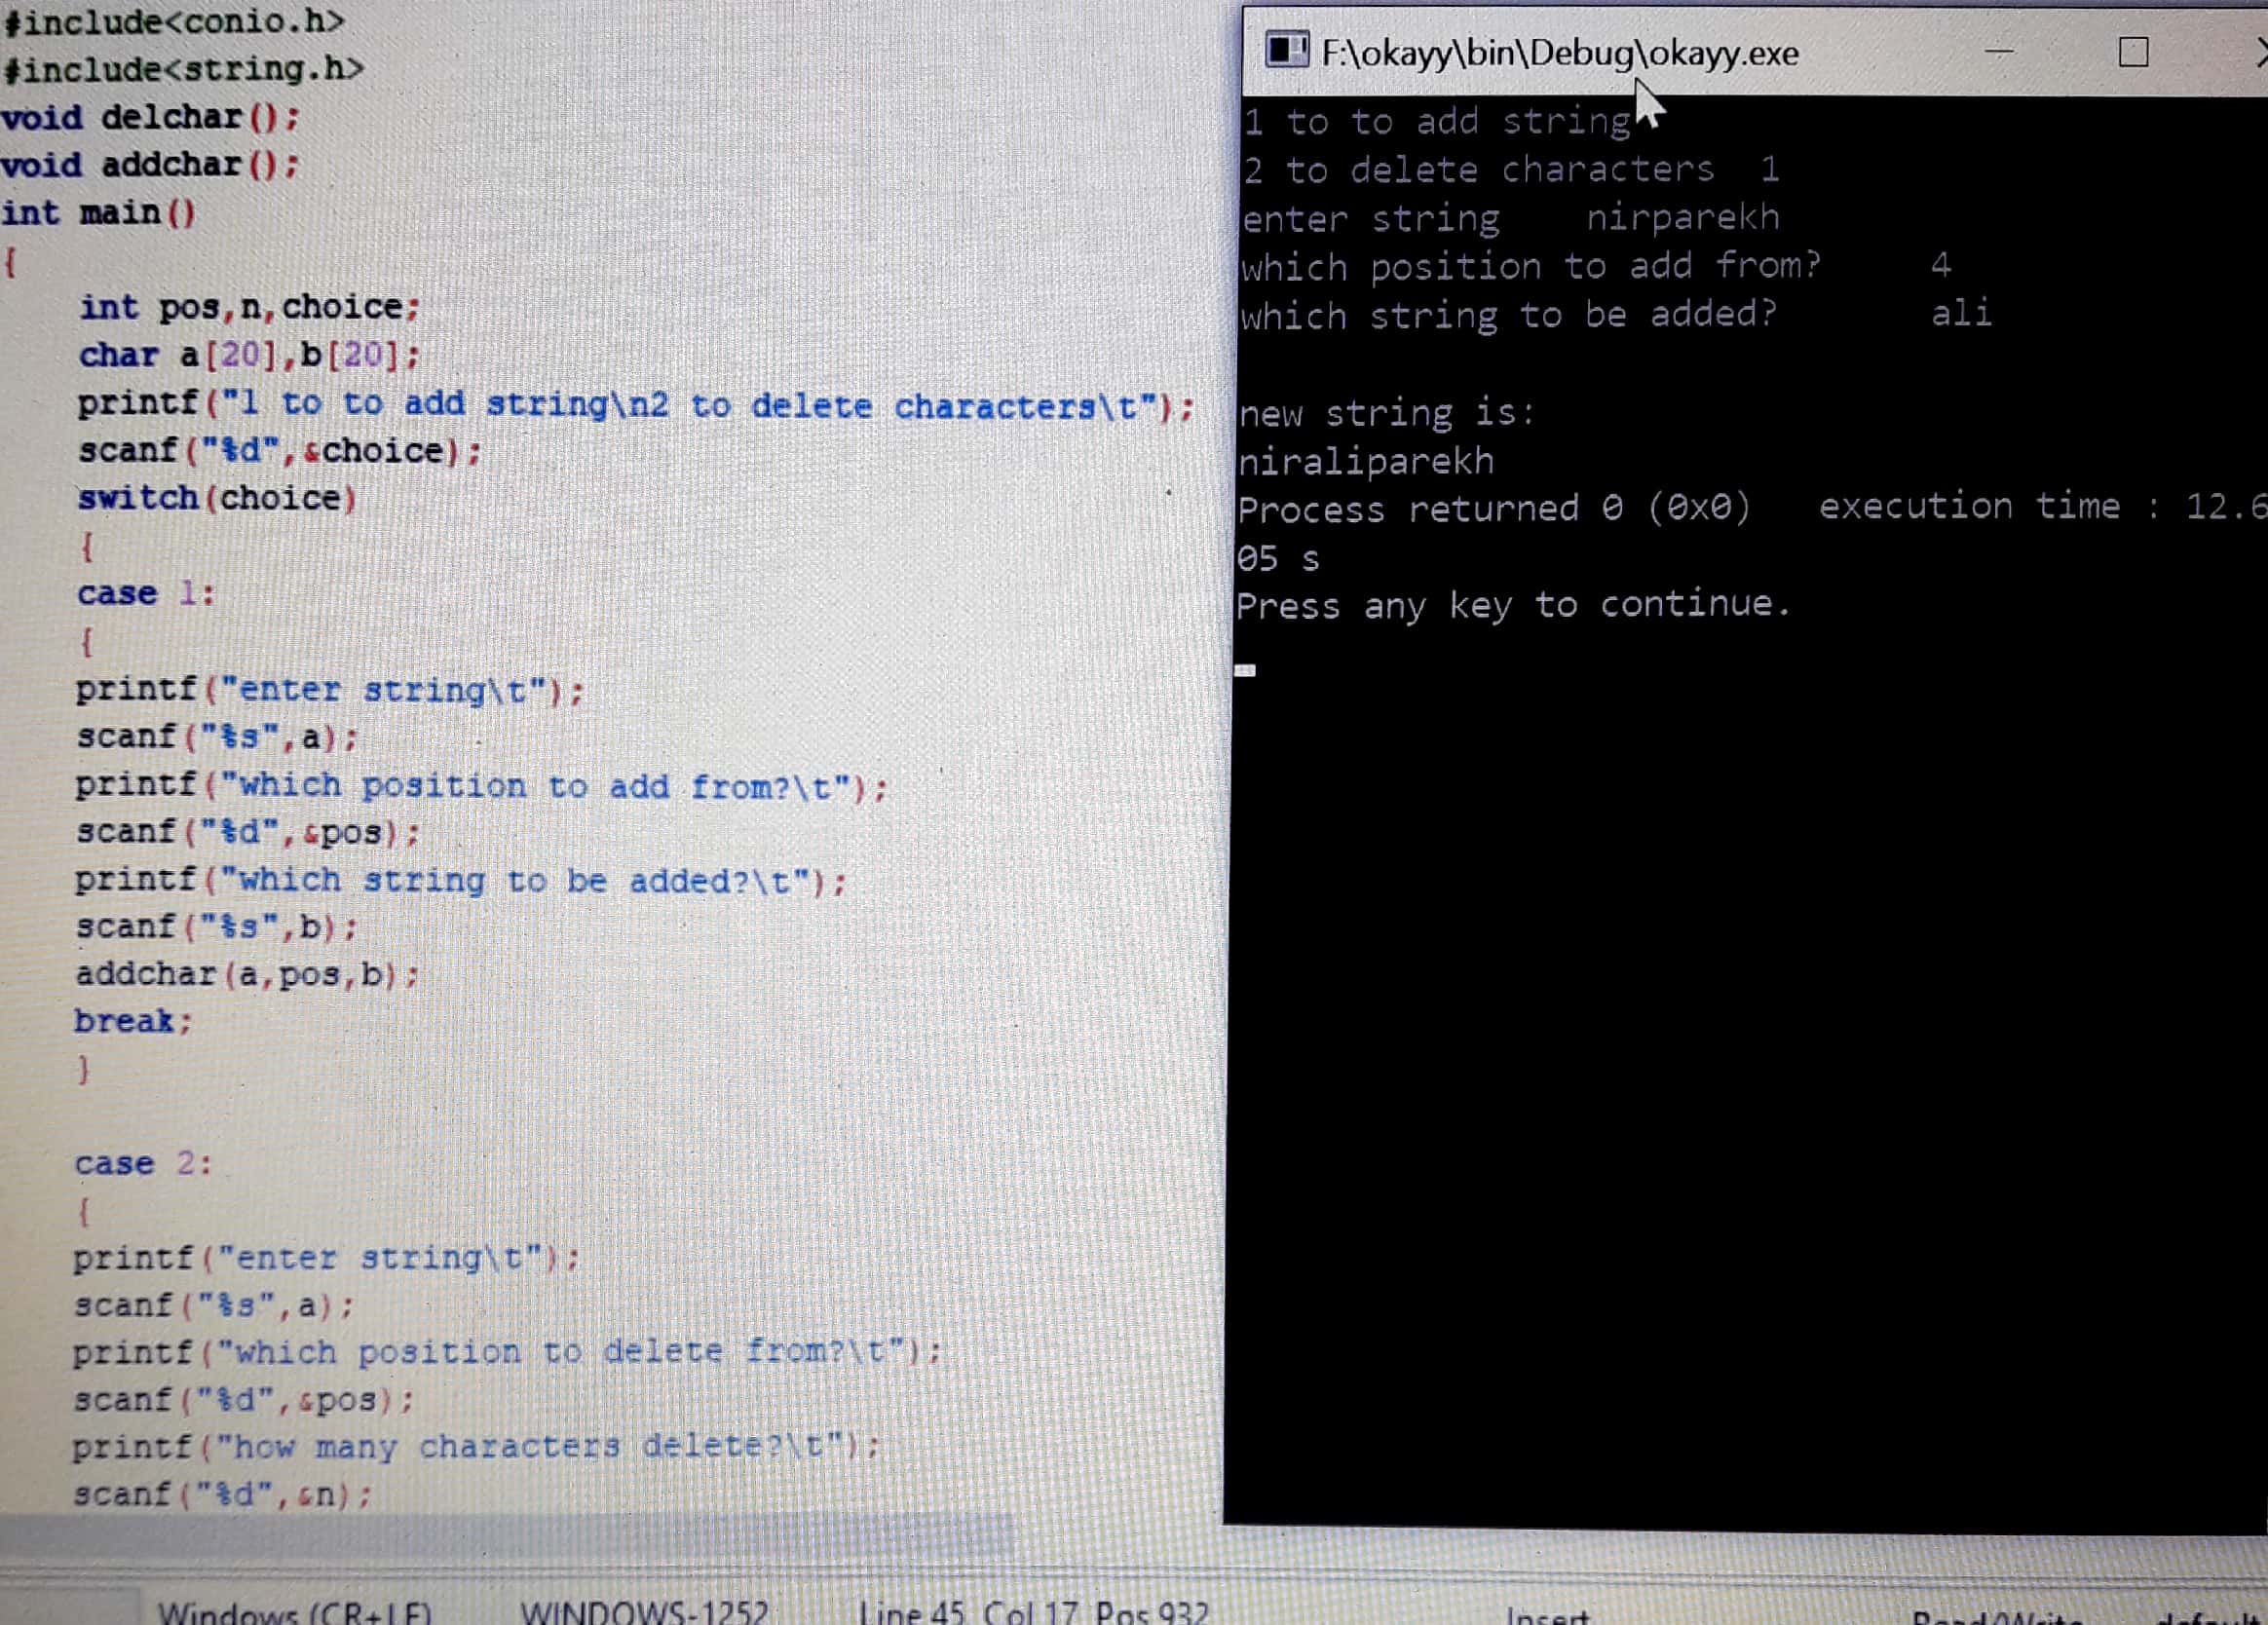 #include<conio.h>
#include<string.h>
void delchar();
void addchar();
int main()
{
int pos,n,choice;
char a[20],b[20];
printf("1 to to add string\n2 to delete characters\t");
scanf("%d",&choice);
switch(choice)
{
case 1:
{
printf("enter string\t");
scanf("%s",a);
printf("which position to add from?\t");
scanf("%d",&pos);
printf("which string to be added?\t");
scanf("%s",b);
addchar(a,pos,b);
break;
}
case 2:
{
printf("enter string\t");
scanf("%s",a);
printf("which position to delete from?\t");
scanf("%d",&pos);
printf("how many characters delete?\t");
scanf("%d",&n);
F:\okayy\bin\Debug\okayy.exe
1 to to add string
2 to delete characters 1
enter string nirparekh
which position to add from? 4
which string to be added? ali
new string is:
niraliparekh
Process returned 0 (0x0) execution time : 12.6
05 s
Press any key to continue.
Windows (CR+LF) WINDOWS-1252 Line 45, Col 17, Pos 932 Insert Read/Write default